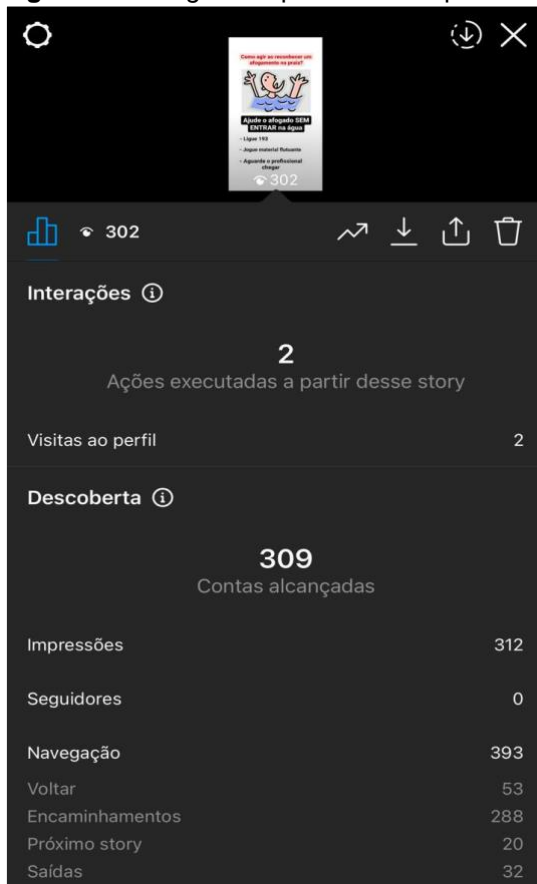 Como agir ao reconhecer um
afogamento na praia?
Ajude o afogado SEM
ENTRAR na água
- Ligue 193
- Jogue material flutuante
- Aguarde o profissional
chegar
302
302
Interações
2
Ações executadas a partir desse story
Visitas ao perfil 2
Descoberta
309
Contas alcançadas
Impressões 312
Seguidores 0
Navegação 393
Voltar 53
Encaminhamentos 288
Próximo story 20
Saídas 32